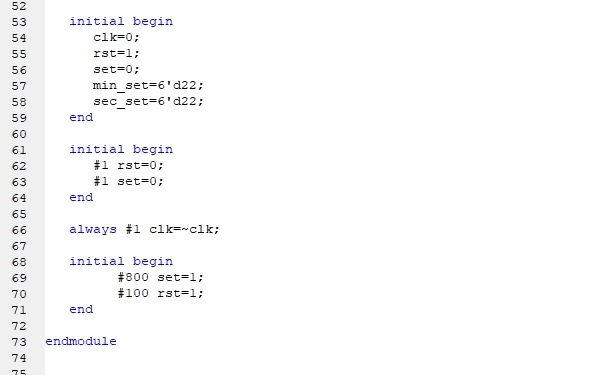 52
53 initial begin
54 clk=0;
55 rst=1;
56 set=0;
57 min_set=6'd22;
58 sec_set=6'd22;
59 end
60
61 initial begin
62 #1 rst=0;
63 #1 set=0;
64 end
65
66 always #1 clk=~clk;
67
68 initial begin
69 #800 set=1;
70 #100 rst=1;
71 end
72
73 endmodule
74
75